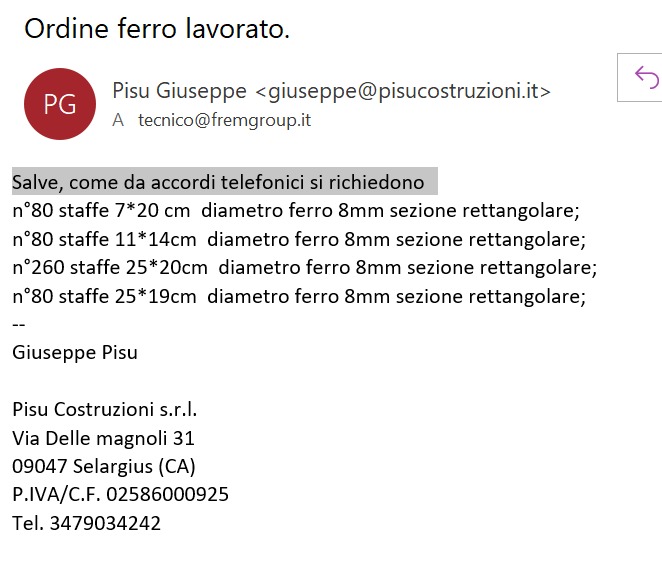 Ordine ferro lavorato.
PG
Pisu Giuseppe <giuseppe@pisucostruzioni.it>
A tecnico@fremgroup.it
Salve, come da accordi telefonici si richiedono
n°80 staffe 7*20 cm  diametro ferro 8mm sezione rettangolare;
n°80 staffe 11*14cm  diametro ferro 8mm sezione rettangolare;
n°260 staffe 25*20cm  diametro ferro 8mm sezione rettangolare;
n°80 staffe 25*19cm  diametro ferro 8mm sezione rettangolare;
--
Giuseppe Pisu
Pisu Costruzioni s.r.l.
Via Delle magnoli 31
09047 Selargius (CA)
P.IVA/C.F. 02586000925
Tel. 3479034242